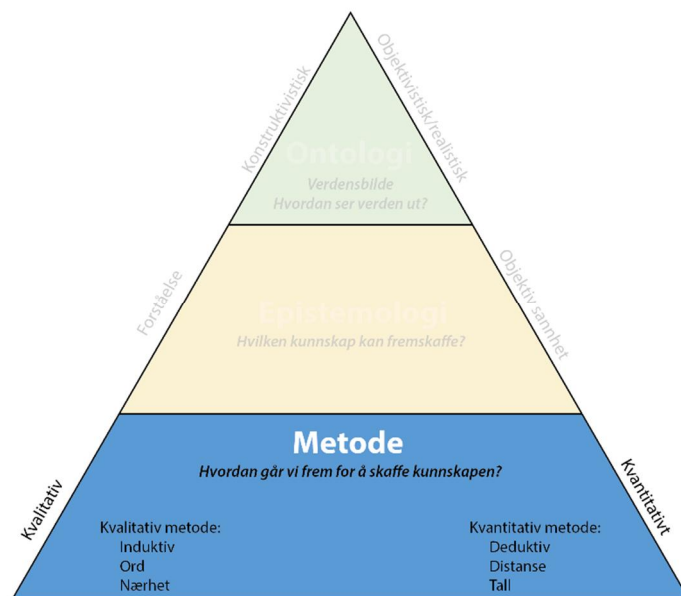 Konstruktivistisk
Objektivistisk/realistisk
Ontologi
Verdensbilde
Hvordan ser verden ut?
Forståelse
Objektiv sannhet
Epistemologi
Hvilken kunnskap kan fremskaffe?
Kvalitativ
Kvantitativt
Metode
Hvordan går vi frem for å skaffe kunnskapen?
Kvalitativ metode:
Induktiv
Ord
Nærhet
Kvantitativ metode:
Deduktiv
Distanse
Tall